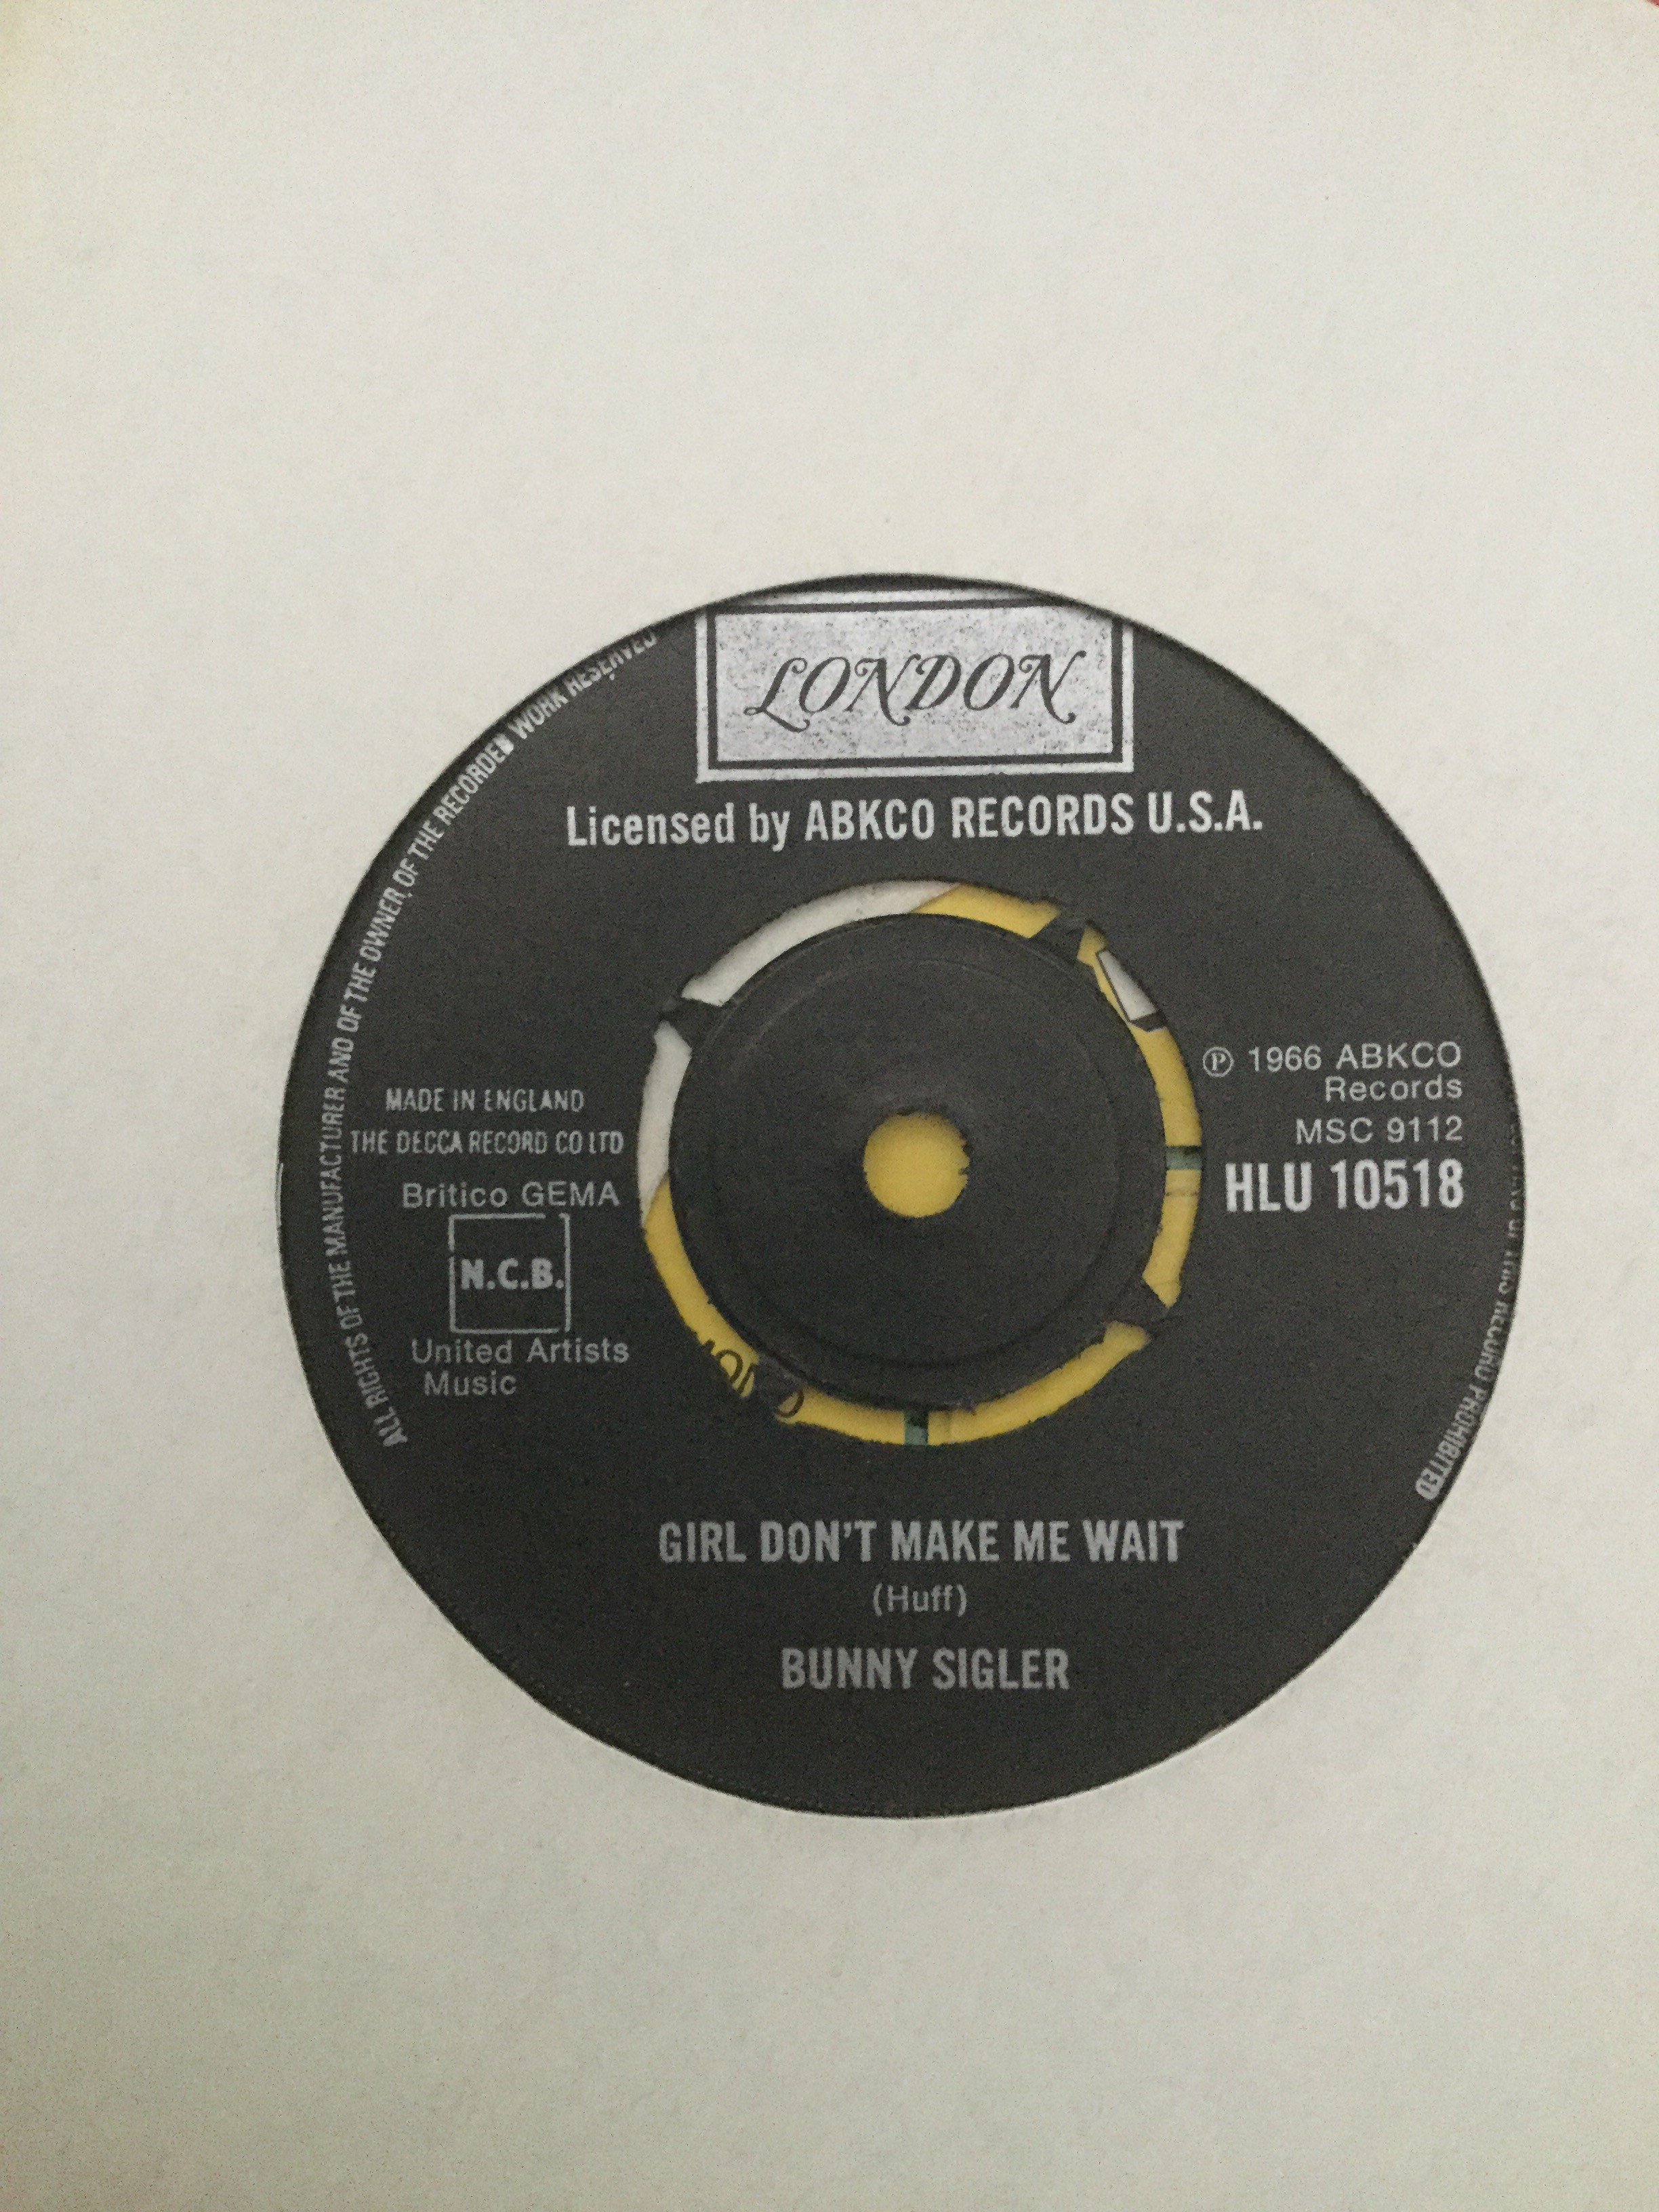 LONDON
Licensed by ABKCO RECORDS U.S.A.
ALL RIGHTS OF THE MANUFACTURER AND OF THE OWNER OF THE RECORDED WORK RESERVED
MADE IN ENGLAND
THE DECCA RECORD CO LTD
Britico GEMA
N.C.B.
United Artists
Music
℗ 1966 ABKCO
Records
MSC 9112
HLU 10518
OF THIS RECORD PROHIBITED
GIRL DON'T MAKE ME WAIT
(Huff)
BUNNY SIGLER